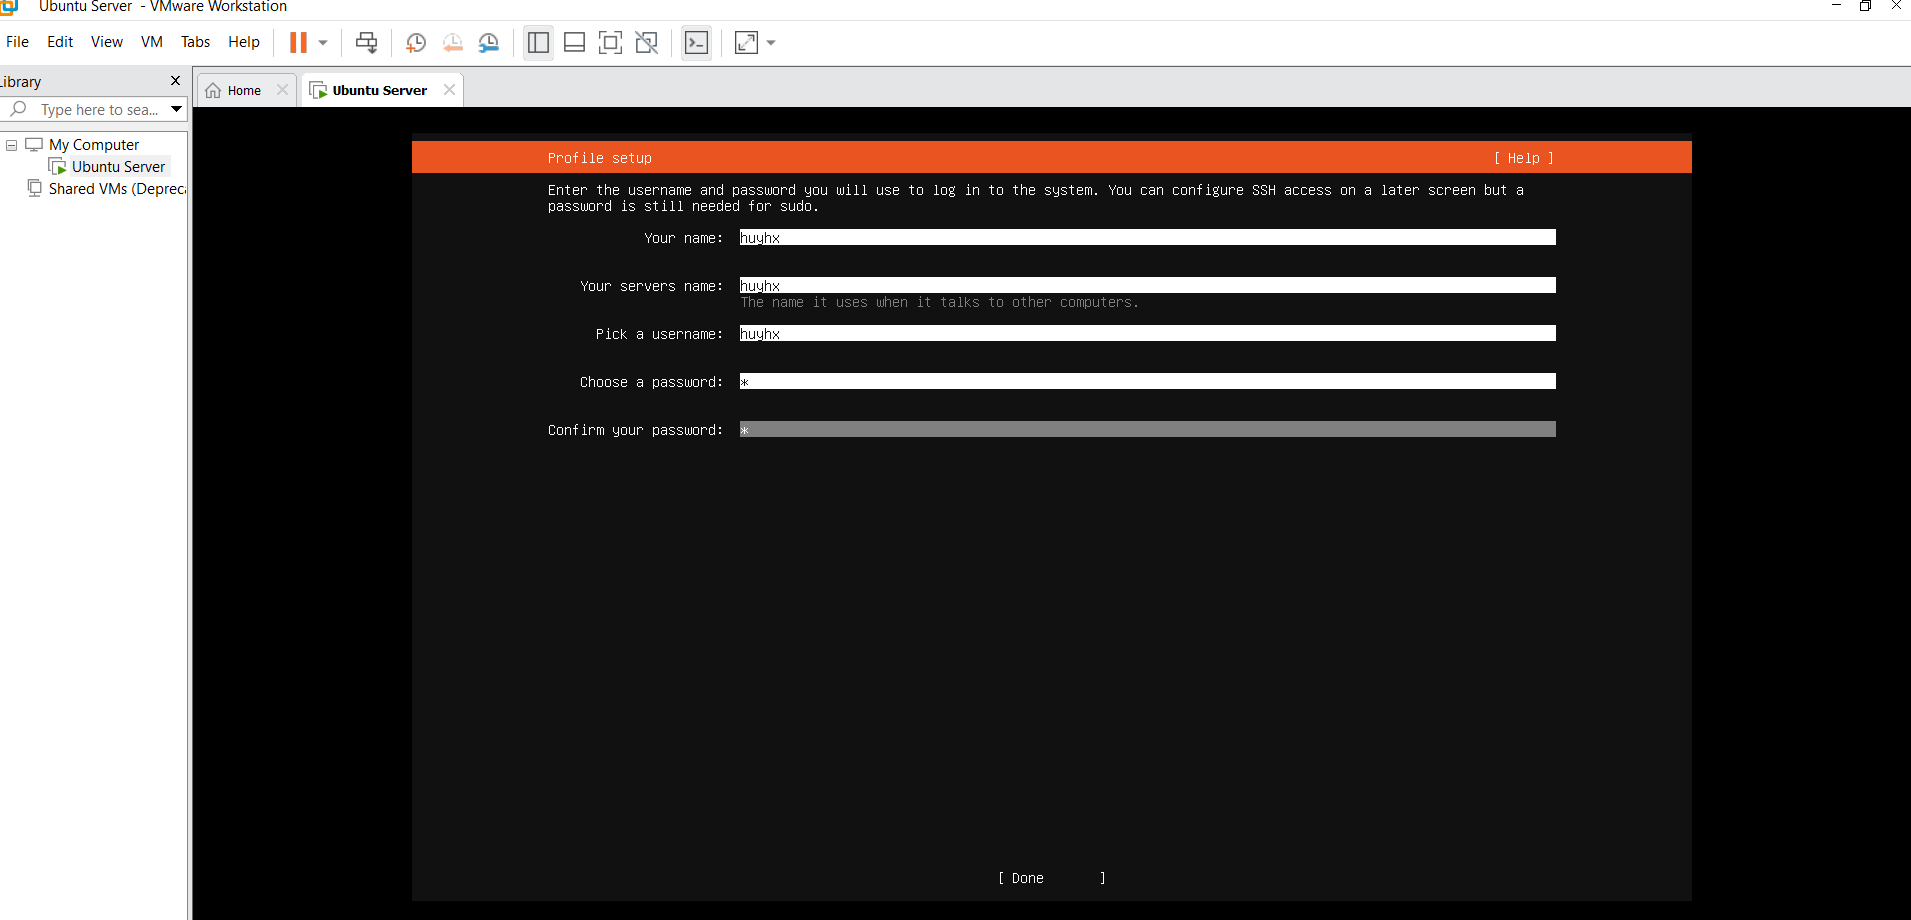 Ubuntu Server - VMware Workstation
File Edit View VM Tabs Help
Library
Type here to sea...
Home
Ubuntu Server
My Computer
Ubuntu Server
Shared VMs (Depreca
Profile setup [ Help ]
Enter the username and password you will use to log in to the system. You can configure SSH access on a later screen but a
password is still needed for sudo.
Your name: huyhx
Your servers name: huyhx
The name it uses when it talks to other computers.
Pick a username: huyhx
Choose a password: *
Confirm your password: *
[ Done ]